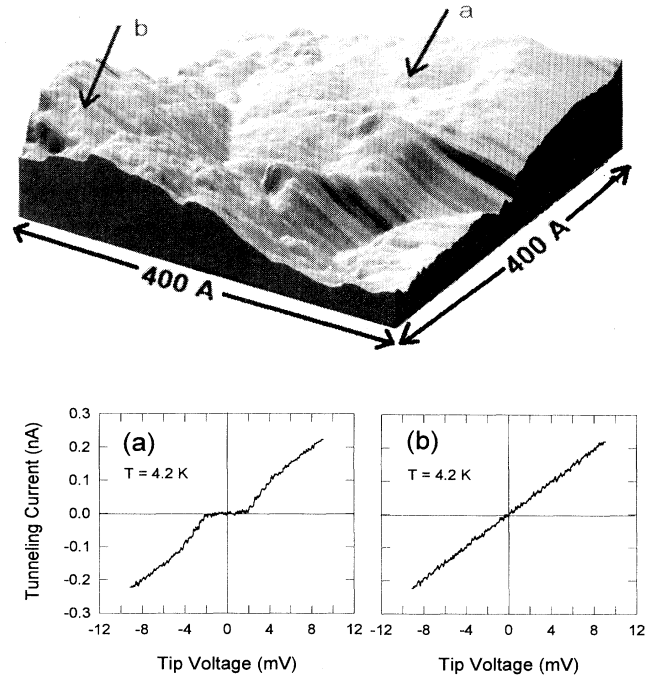 b
a
400 A
400 A
(a)
T = 4.2 K
(b)
T = 4.2 K
0.3
0.2
0.1
0.0
-0.1
-0.2
-0.3
Tunneling Current (nA)
-12 -8 -4 0 4 8 12
-12 -8 -4 0 4 8 12
Tip Voltage (mV)
Tip Voltage (mV)